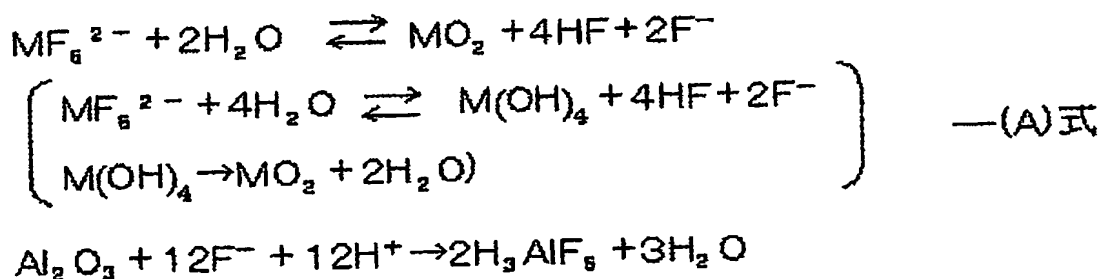 MF₆²⁻ + 2H₂O ⇄ MO₂ + 4HF + 2F⁻
MF₆²⁻ + 4H₂O ⇄ M(OH)₄ + 4HF + 2F⁻
—(A)式
M(OH)₄ → MO₂ + 2H₂O)
Al₂O₃ + 12F⁻ + 12H⁺ → 2H₃AlF₆ + 3H₂O